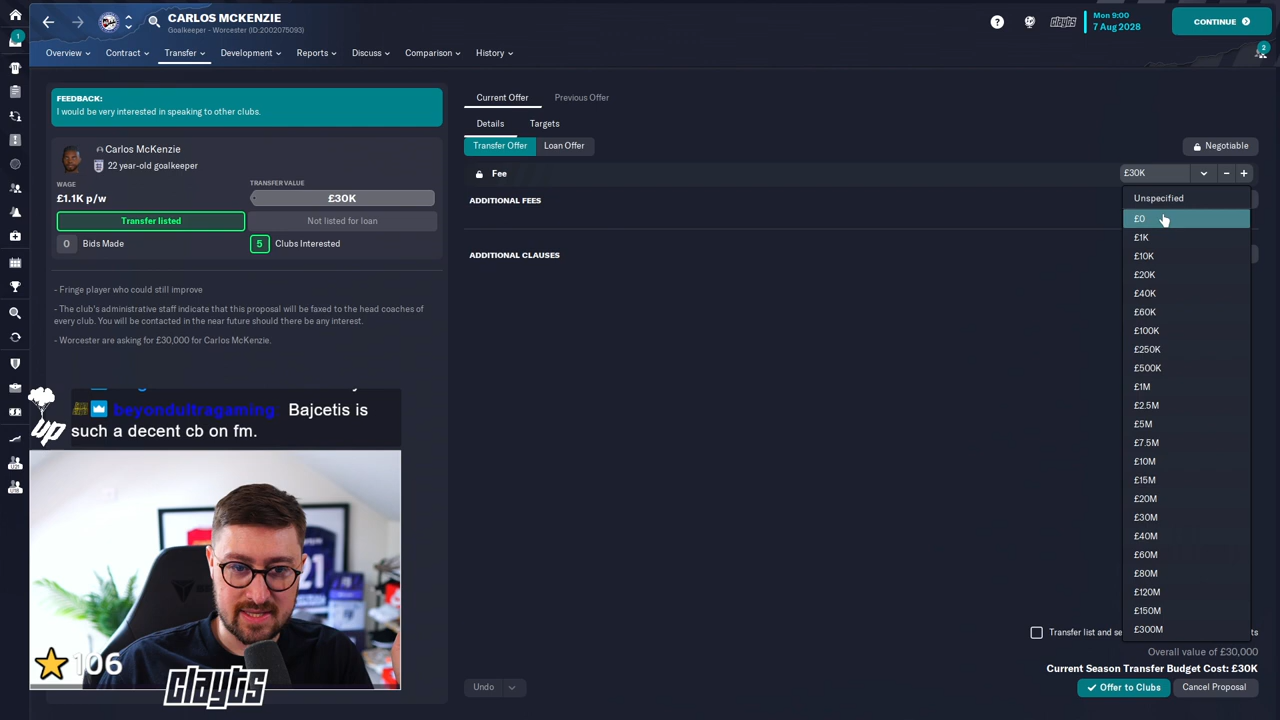 CARLOS MCKENZIE
Goalkeeper - Worcester (ID:2002075093)
clayts
Mon 9:00
7 Aug 2028
CONTINUE
1
2
Overview
Contract
Transfer
Development
Reports
Discuss
Comparison
History
FEEDBACK:
I would be very interested in speaking to other clubs.
Carlos McKenzie
22 year-old goalkeeper
WAGE
£1.1K p/w
TRANSFER VALUE
£30K
Transfer listed
Not listed for loan
0 Bids Made
5 Clubs Interested
- Fringe player who could still improve
- The club's administrative staff indicate that this proposal will be faxed to the head coaches of
every club. You will be contacted in the near future should there be any interest.
- Worcester are asking for £30,000 for Carlos McKenzie.
Current Offer
Previous Offer
Details
Targets
Transfer Offer
Loan Offer
Negotiable
Fee
£30K
ADDITIONAL FEES
ADDITIONAL CLAUSES
Unspecified
£0
£1K
£10K
£20K
£40K
£60K
£100K
£250K
£500K
£1M
£2.5M
£5M
£7.5M
£10M
£15M
£20M
£30M
£40M
£60M
£80M
£120M
£150M
£300M
Transfer list and se
Overall value of £30,000
Current Season Transfer Budget Cost: £30K
Undo
Offer to Clubs
Cancel Proposal
beyondultragaming Bajcetis is
such a decent cb on fm.
up
21
106
clayts
U21
U18